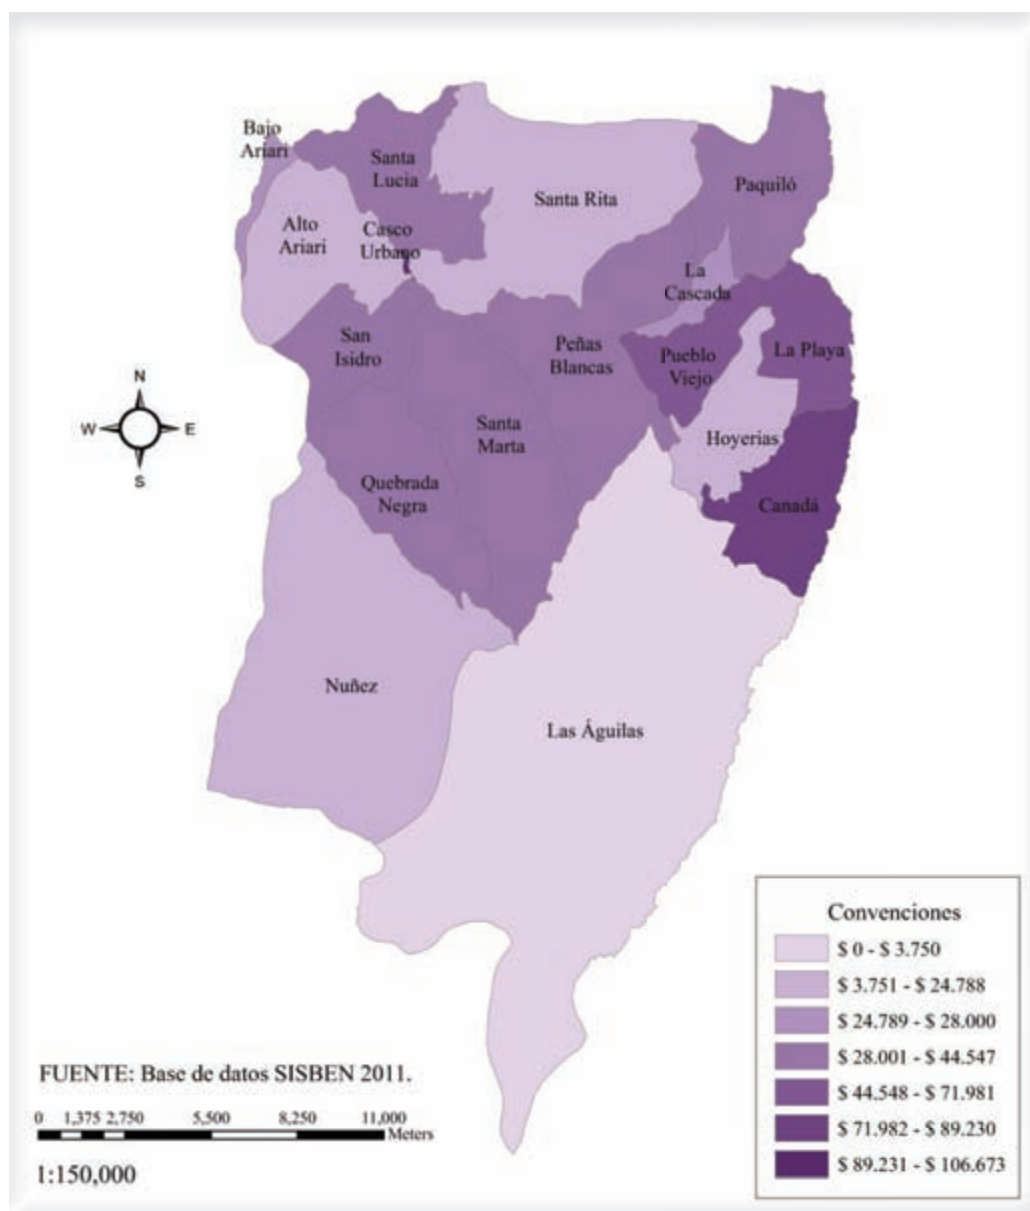 Bajo
Ariari
Santa
Lucia
Santa Rita
Paquiló
Alto
Ariari
Casco
Urbano
La
Cascada
San
Isidro
Peñas
Blancas
Pueblo
Viejo
La Playa
N
W
E
S
Santa
Marta
Hoyerias
Quebrada
Negra
Canadá
Nuñez
Las Águilas
Convenciones
$ 0 - $ 3.750
$ 3.751 - $ 24.788
$ 24.789 - $ 28.000
$ 28.001 - $ 44.547
$ 44.548 - $ 71.981
$ 71.982 - $ 89.230
$ 89.231 - $ 106.673
FUENTE: Base de datos SISBEN 2011.
0 1,375 2,750 5,500 8,250 11,000
Meters
1:150,000